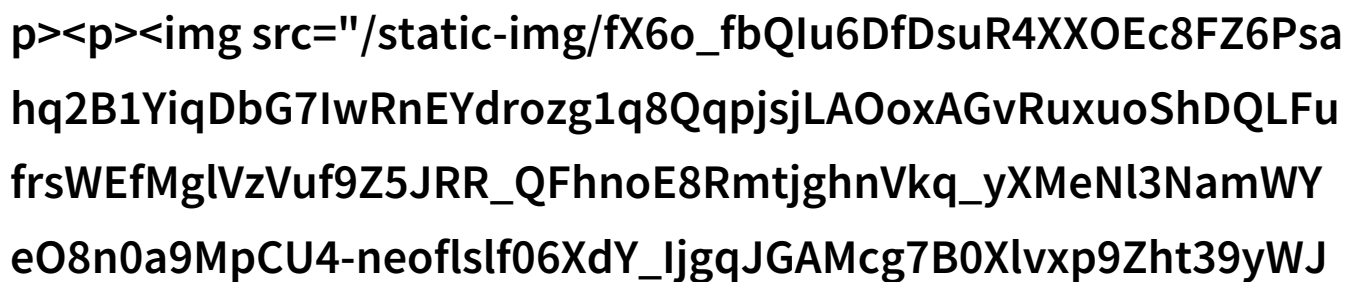 p><p><img src="/static-img/fX6o_fbQIu6DfDsuR4XXOEc8FZ6Psa
hq2B1YiqDbG7IwRnEYdrozg1q8QqpjsjLAOoxAGvRuxuoShDQLFu
frsWEfMglVzVuf9Z5JRR_QFhnoE8RmtjghnVkq_yXMeNl3NamWY
eO8n0a9MpCU4-neoflslf06XdY_IjgqJGAMcg7B0Xlvxp9Zht39yWJ